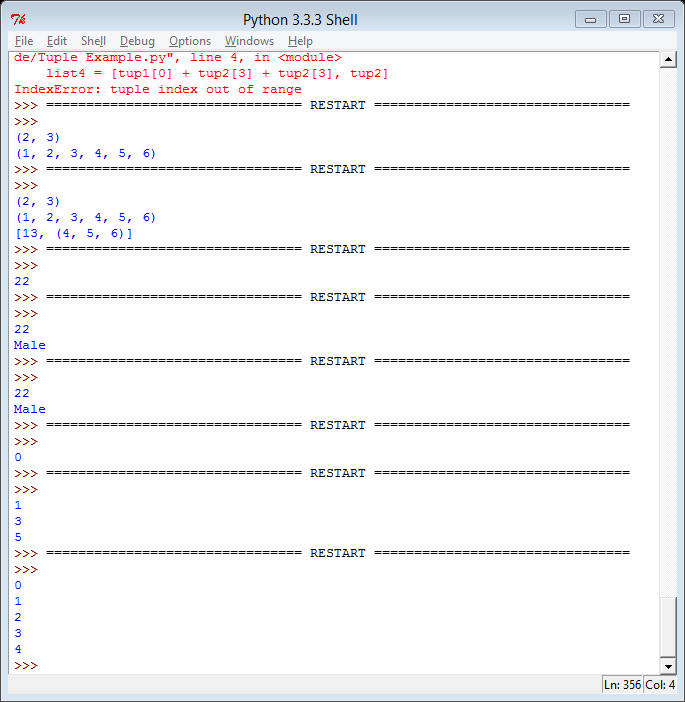 Python 3.3.3 Shell
File Edit Shell Debug Options Windows Help
de/Tuple Example.py", line 4, in <module>
    list4 = [tup1[0] + tup2[3] + tup2[3], tup2]
IndexError: tuple index out of range
>>> ================================ RESTART ================================
>>>
(2, 3)
(1, 2, 3, 4, 5, 6)
>>> ================================ RESTART ================================
>>>
(2, 3)
(1, 2, 3, 4, 5, 6)
[13, (4, 5, 6)]
>>> ================================ RESTART ================================
>>>
22
>>> ================================ RESTART ================================
>>>
22
Male
>>> ================================ RESTART ================================
>>>
22
Male
>>> ================================ RESTART ================================
>>>
0
>>> ================================ RESTART ================================
>>>
1
3
5
>>> ================================ RESTART ================================
>>>
0
1
2
3
4
>>>
Ln: 356 Col: 4